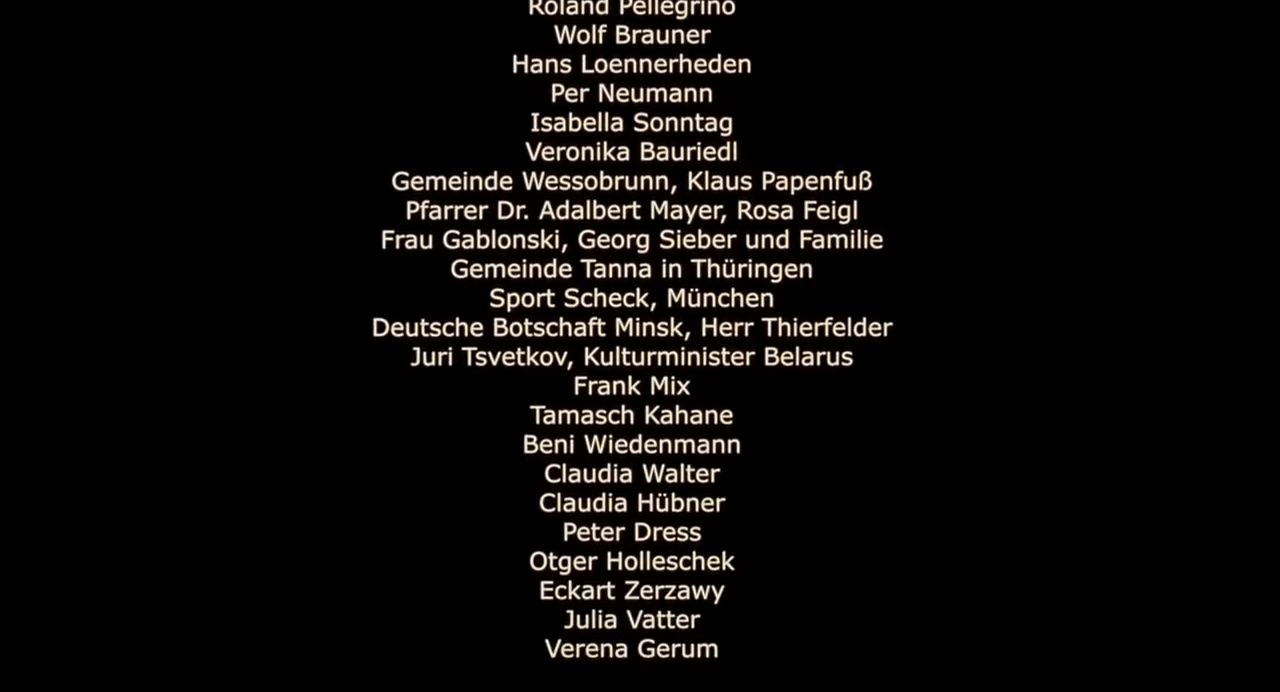 Roland Pellegrino
Wolf Brauner
Hans Loennerheden
Per Neumann
Isabella Sonntag
Veronika Bauriedl
Gemeinde Wessobrunn, Klaus Papenfuß
Pfarrer Dr. Adalbert Mayer, Rosa Feigl
Frau Gablonski, Georg Sieber und Familie
Gemeinde Tanna in Thüringen
Sport Scheck, München
Deutsche Botschaft Minsk, Herr Thierfelder
Juri Tsvetkov, Kulturminister Belarus
Frank Mix
Tamasch Kahane
Beni Wiedenmann
Claudia Walter
Claudia Hübner
Peter Dress
Otger Holleschek
Eckart Zerzawy
Julia Vatter
Verena Gerum